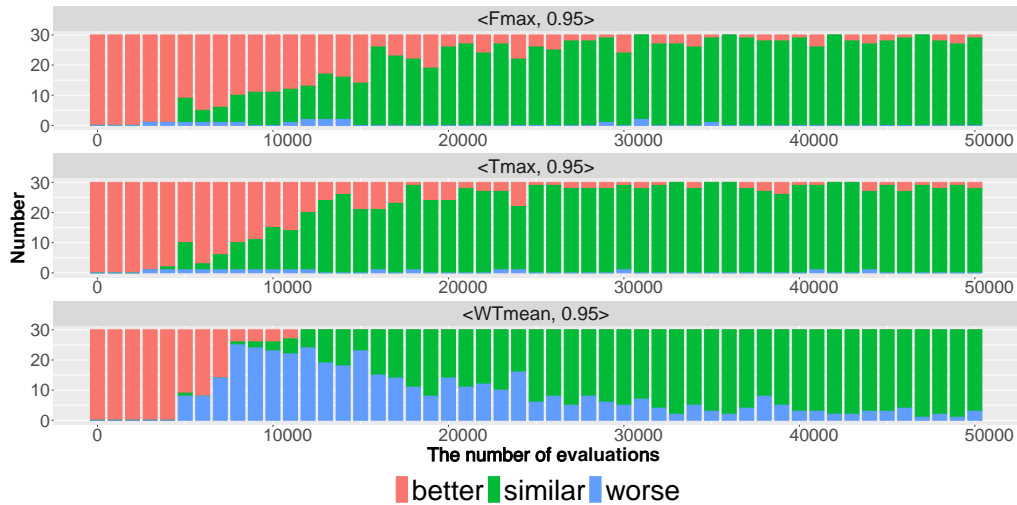 <Fmax, 0.95>
30
20
10
0
0 10000 20000 30000 40000 50000
<Tmax, 0.95>
30
20
10
0
0 10000 20000 30000 40000 50000
<WTmean, 0.95>
30
20
10
0
0 10000 20000 30000 40000 50000
Number
The number of evaluations
better similar worse